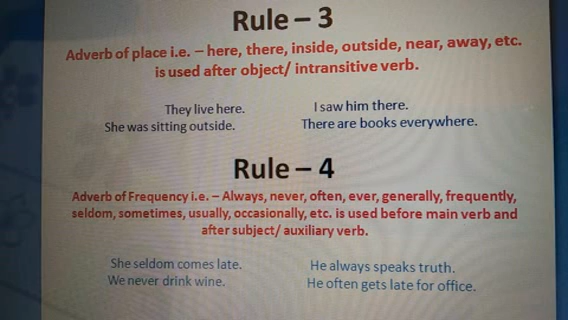 Rule – 3
Adverb of place i.e. – here, there, inside, outside, near, away, etc.
is used after object/ intransitive verb.
They live here. I saw him there.
She was sitting outside. There are books everywhere.
Rule – 4
Adverb of Frequency i.e. – Always, never, often, ever, generally, frequently,
seldom, sometimes, usually, occasionally, etc. is used before main verb and
after subject/ auxiliary verb.
She seldom comes late. He always speaks truth.
We never drink wine. He often gets late for office.